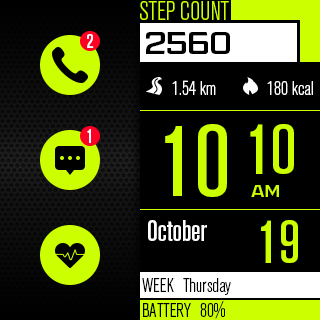 STEP COUNT
2560
1.54 km 180 kcal
2
10 10
AM
1
October 19
WEEK Thursday
BATTERY 80%